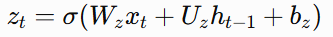 z_t = σ(W_z x_t + U_z h_{t−1} + b_z)